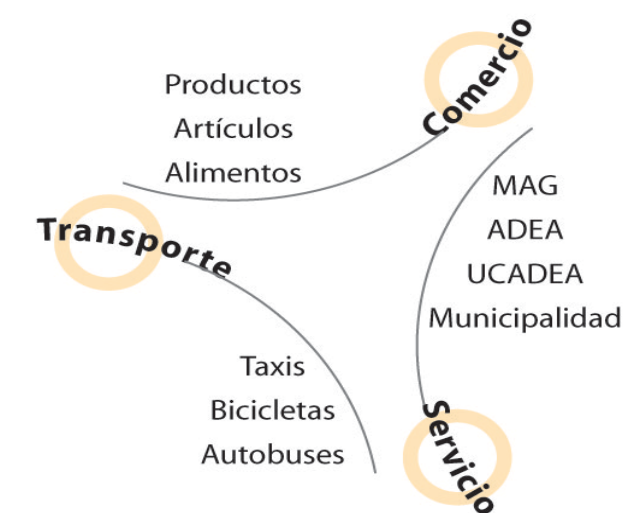 Comercio
Productos
Artículos
Alimentos
Transporte
Taxis
Bicicletas
Autobuses
Servicio
MAG
ADEA
UCADEA
Municipalidad